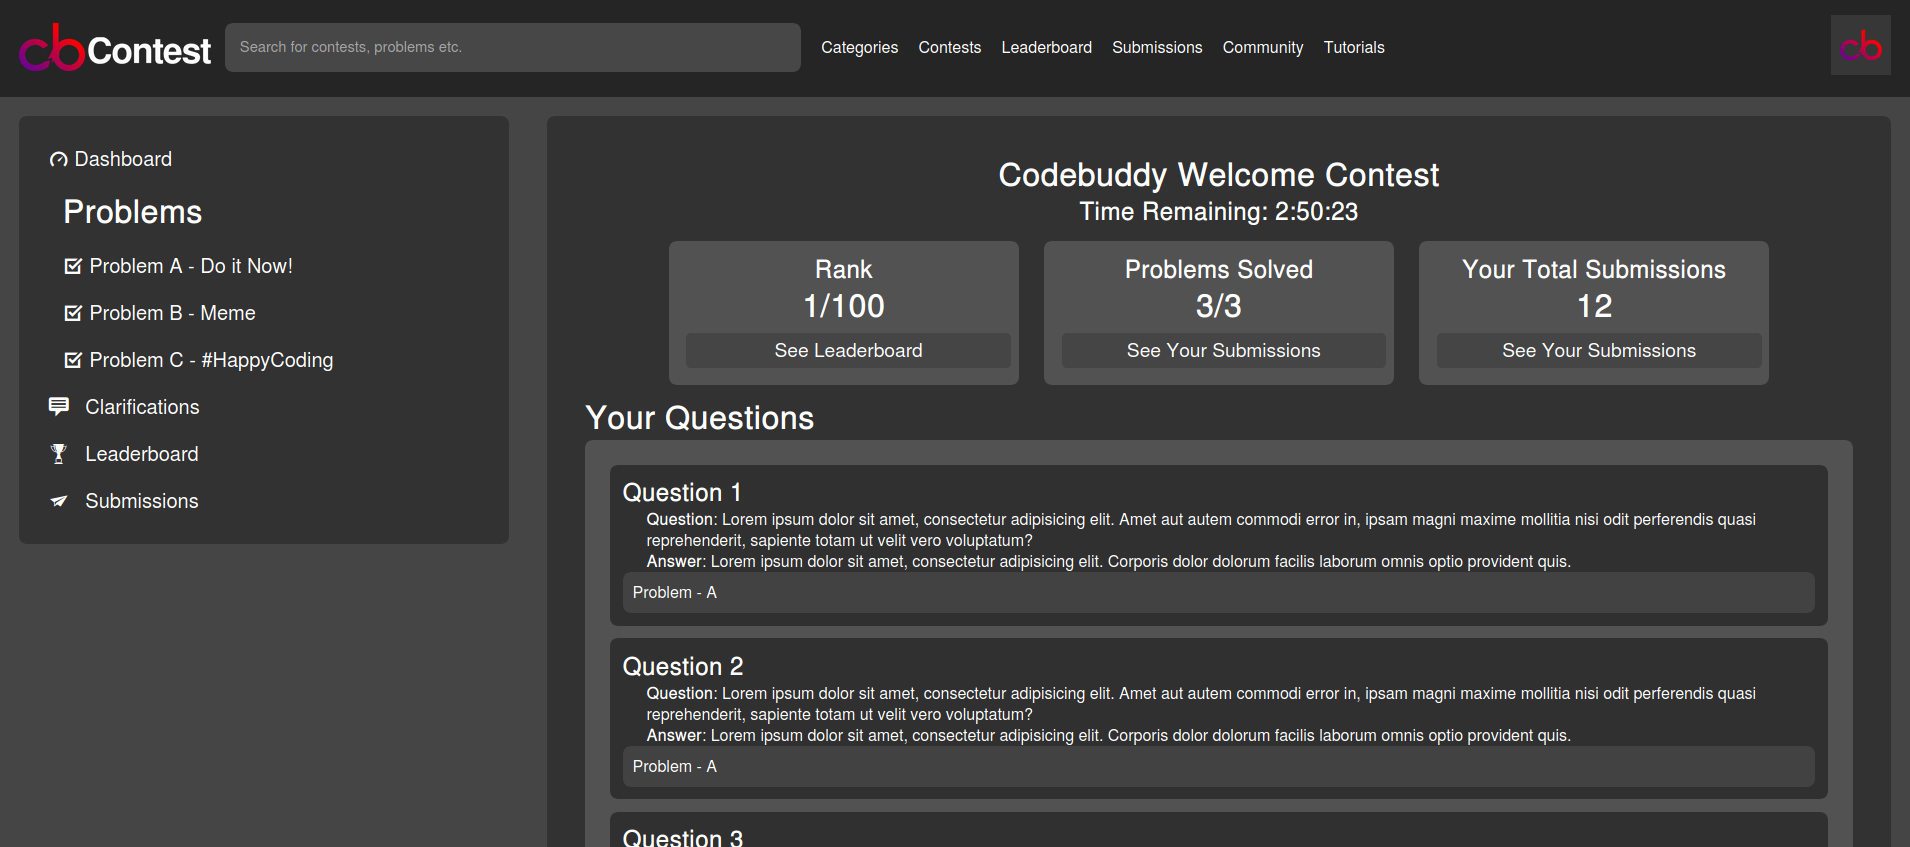 cbContest
Search for contests, problems etc.
Categories Contests Leaderboard Submissions Community Tutorials
cb
Dashboard
Problems
Problem A - Do it Now!
Problem B - Meme
Problem C - #HappyCoding
Clarifications
Leaderboard
Submissions
Codebuddy Welcome Contest
Time Remaining: 2:50:23
Rank
1/100
See Leaderboard
Problems Solved
3/3
See Your Submissions
Your Total Submissions
12
See Your Submissions
Your Questions
Question 1
Question: Lorem ipsum dolor sit amet, consectetur adipisicing elit. Amet aut autem commodi error in, ipsam magni maxime mollitia nisi odit perferendis quasi
reprehenderit, sapiente totam ut velit vero voluptatum?
Answer: Lorem ipsum dolor sit amet, consectetur adipisicing elit. Corporis dolor dolorum facilis laborum omnis optio provident quis.
Problem - A
Question 2
Question: Lorem ipsum dolor sit amet, consectetur adipisicing elit. Amet aut autem commodi error in, ipsam magni maxime mollitia nisi odit perferendis quasi
reprehenderit, sapiente totam ut velit vero voluptatum?
Answer: Lorem ipsum dolor sit amet, consectetur adipisicing elit. Corporis dolor dolorum facilis laborum omnis optio provident quis.
Problem - A
Question 3